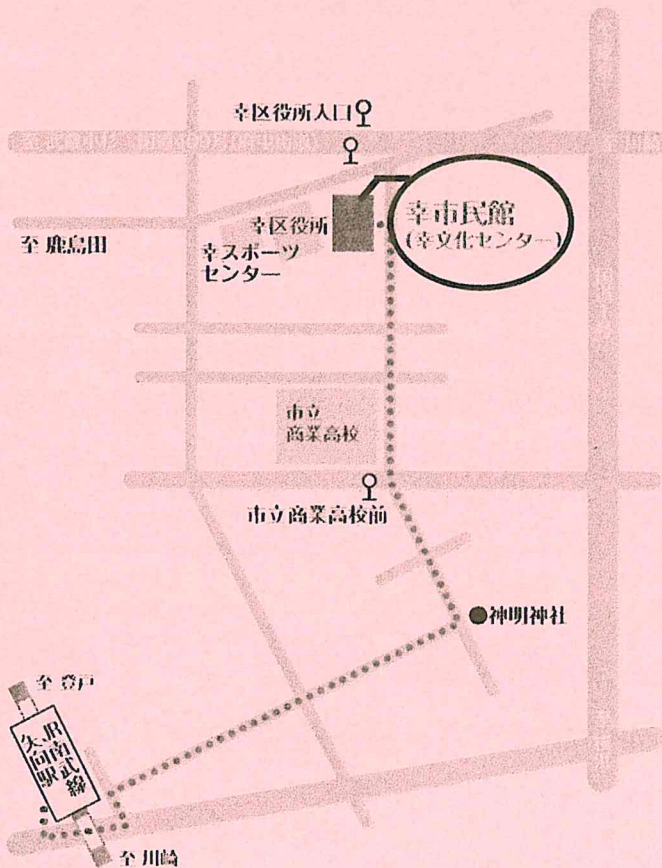 幸区役所入口
幸市民館
(幸文化センター)
幸区役所
至 鹿島田
幸スポーツ
センター
市立
商業高校
市立商業高校前
神明神社
至 登戸
JR南武線
矢向駅
至 川崎